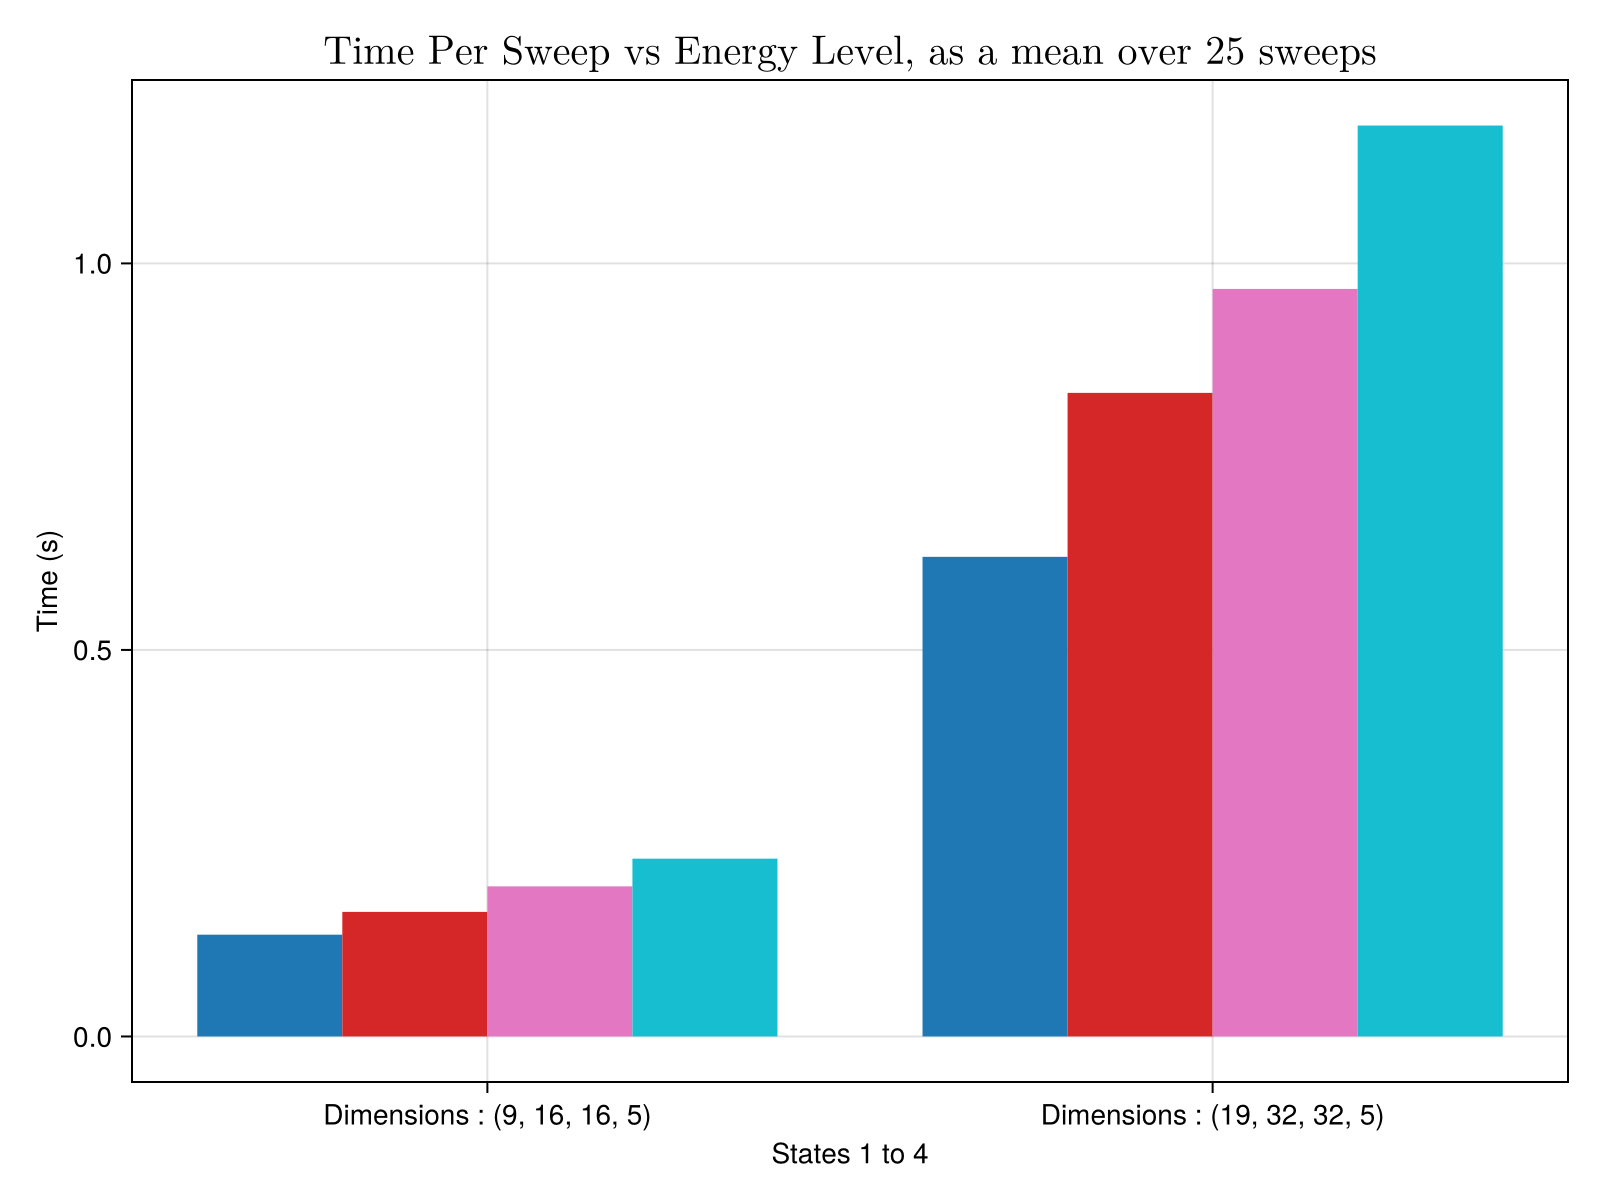 Time Per Sweep vs Energy Level, as a mean over 25 sweeps
Time (s)
1.0
0.5
0.0
Dimensions : (9, 16, 16, 5)
Dimensions : (19, 32, 32, 5)
States 1 to 4